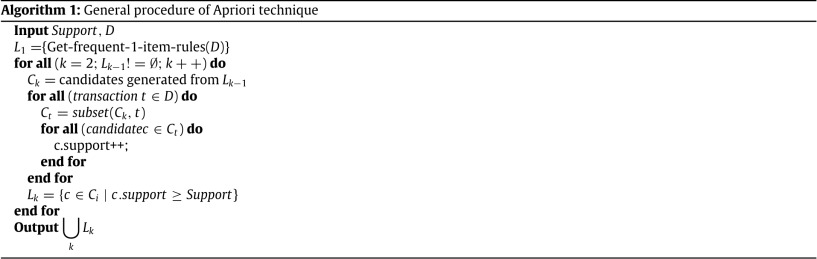 Algorithm 1: General procedure of Apriori technique
Input Support, D
L1 ={Get-frequent-1-item-rules(D)}
for all (k = 2; Lk−1! = ∅; k + +) do
Ck = candidates generated from Lk−1
for all (transaction t ∈ D) do
Ct = subset(Ck, t)
for all (candidatec ∈ Ct) do
c.support++;
end for
end for
Lk = {c ∈ Ci | c.support ≥ Support}
end for
Output ⋃ Lk
k